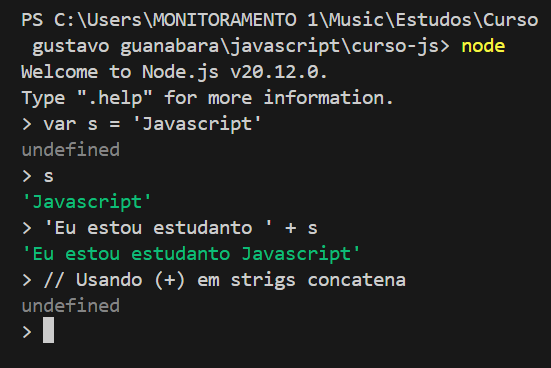 PS C:\Users\MONITORAMENTO 1\Music\Estudos\Curso
gustavo guanabara\javascript\curso-js> node
Welcome to Node.js v20.12.0.
Type ".help" for more information.
> var s = 'Javascript'
undefined
> s
'Javascript'
> 'Eu estou estudanto ' + s
'Eu estou estudanto Javascript'
> // Usando (+) em strigs concatena
undefined
>